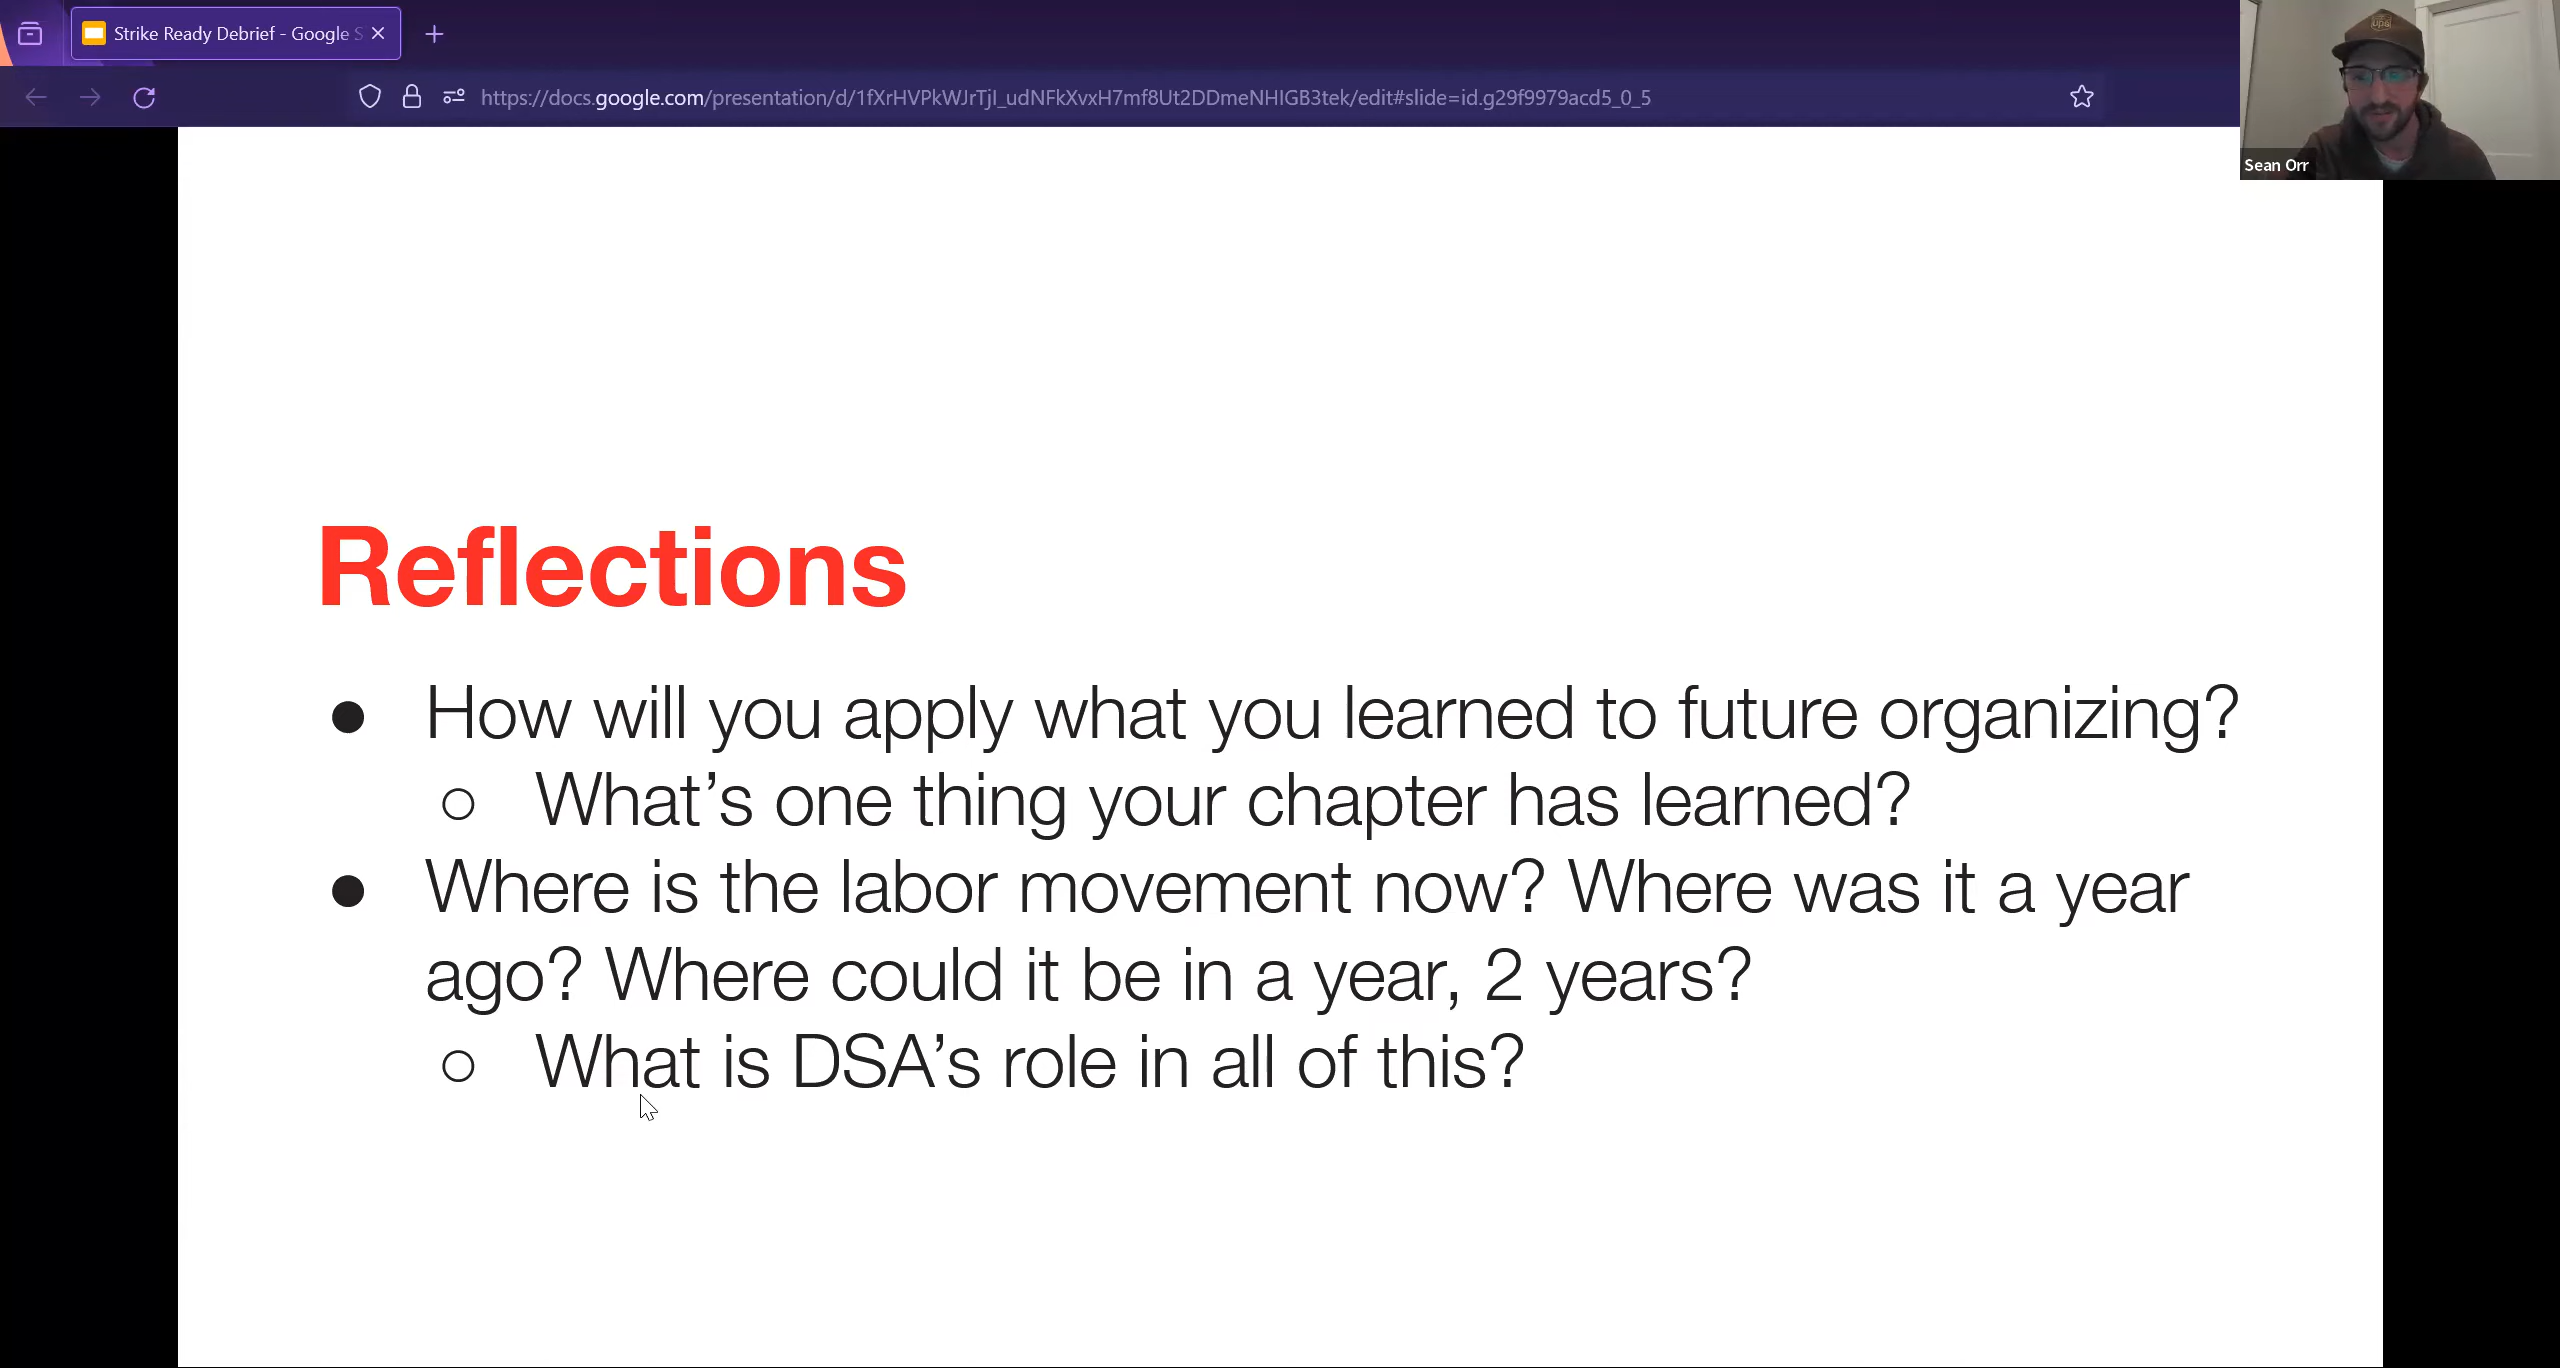 Strike Ready Debrief - Google S
https://docs.google.com/presentation/d/1fXrHVPkWJrTjI_udNFkXvxH7mf8Ut2DDmeNHIGB3tek/edit#slide=id.g29f9979acd5_0_5
ups
Sean Orr
Reflections
● How will you apply what you learned to future organizing?
○ What’s one thing your chapter has learned?
● Where is the labor movement now? Where was it a year
ago? Where could it be in a year, 2 years?
○ What is DSA’s role in all of this?